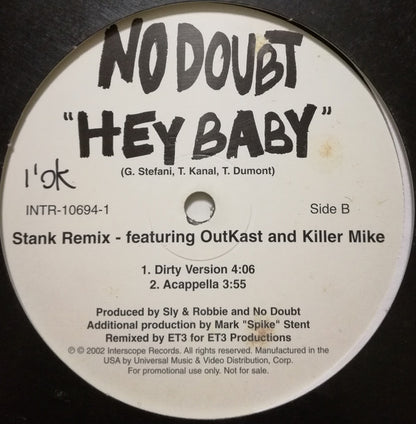 NO DOUBT
"HEY BABY"
(G. Stefani, T. Kanal, T. Dumont)
1'ok
INTR-10694-1
Side B
Stank Remix - featuring OutKast and Killer Mike
1. Dirty Version 4:06
2. Acappella 3:55
Produced by Sly & Robbie and No Doubt
Additional production by Mark "Spike" Stent
Remixed by ET3 for ET3 Productions
℗ © 2002 Interscope Records. All rights reserved. Manufactured in the
USA by Universal Music & Video Distribution, Corp.
For promotional use only. Not for sale.